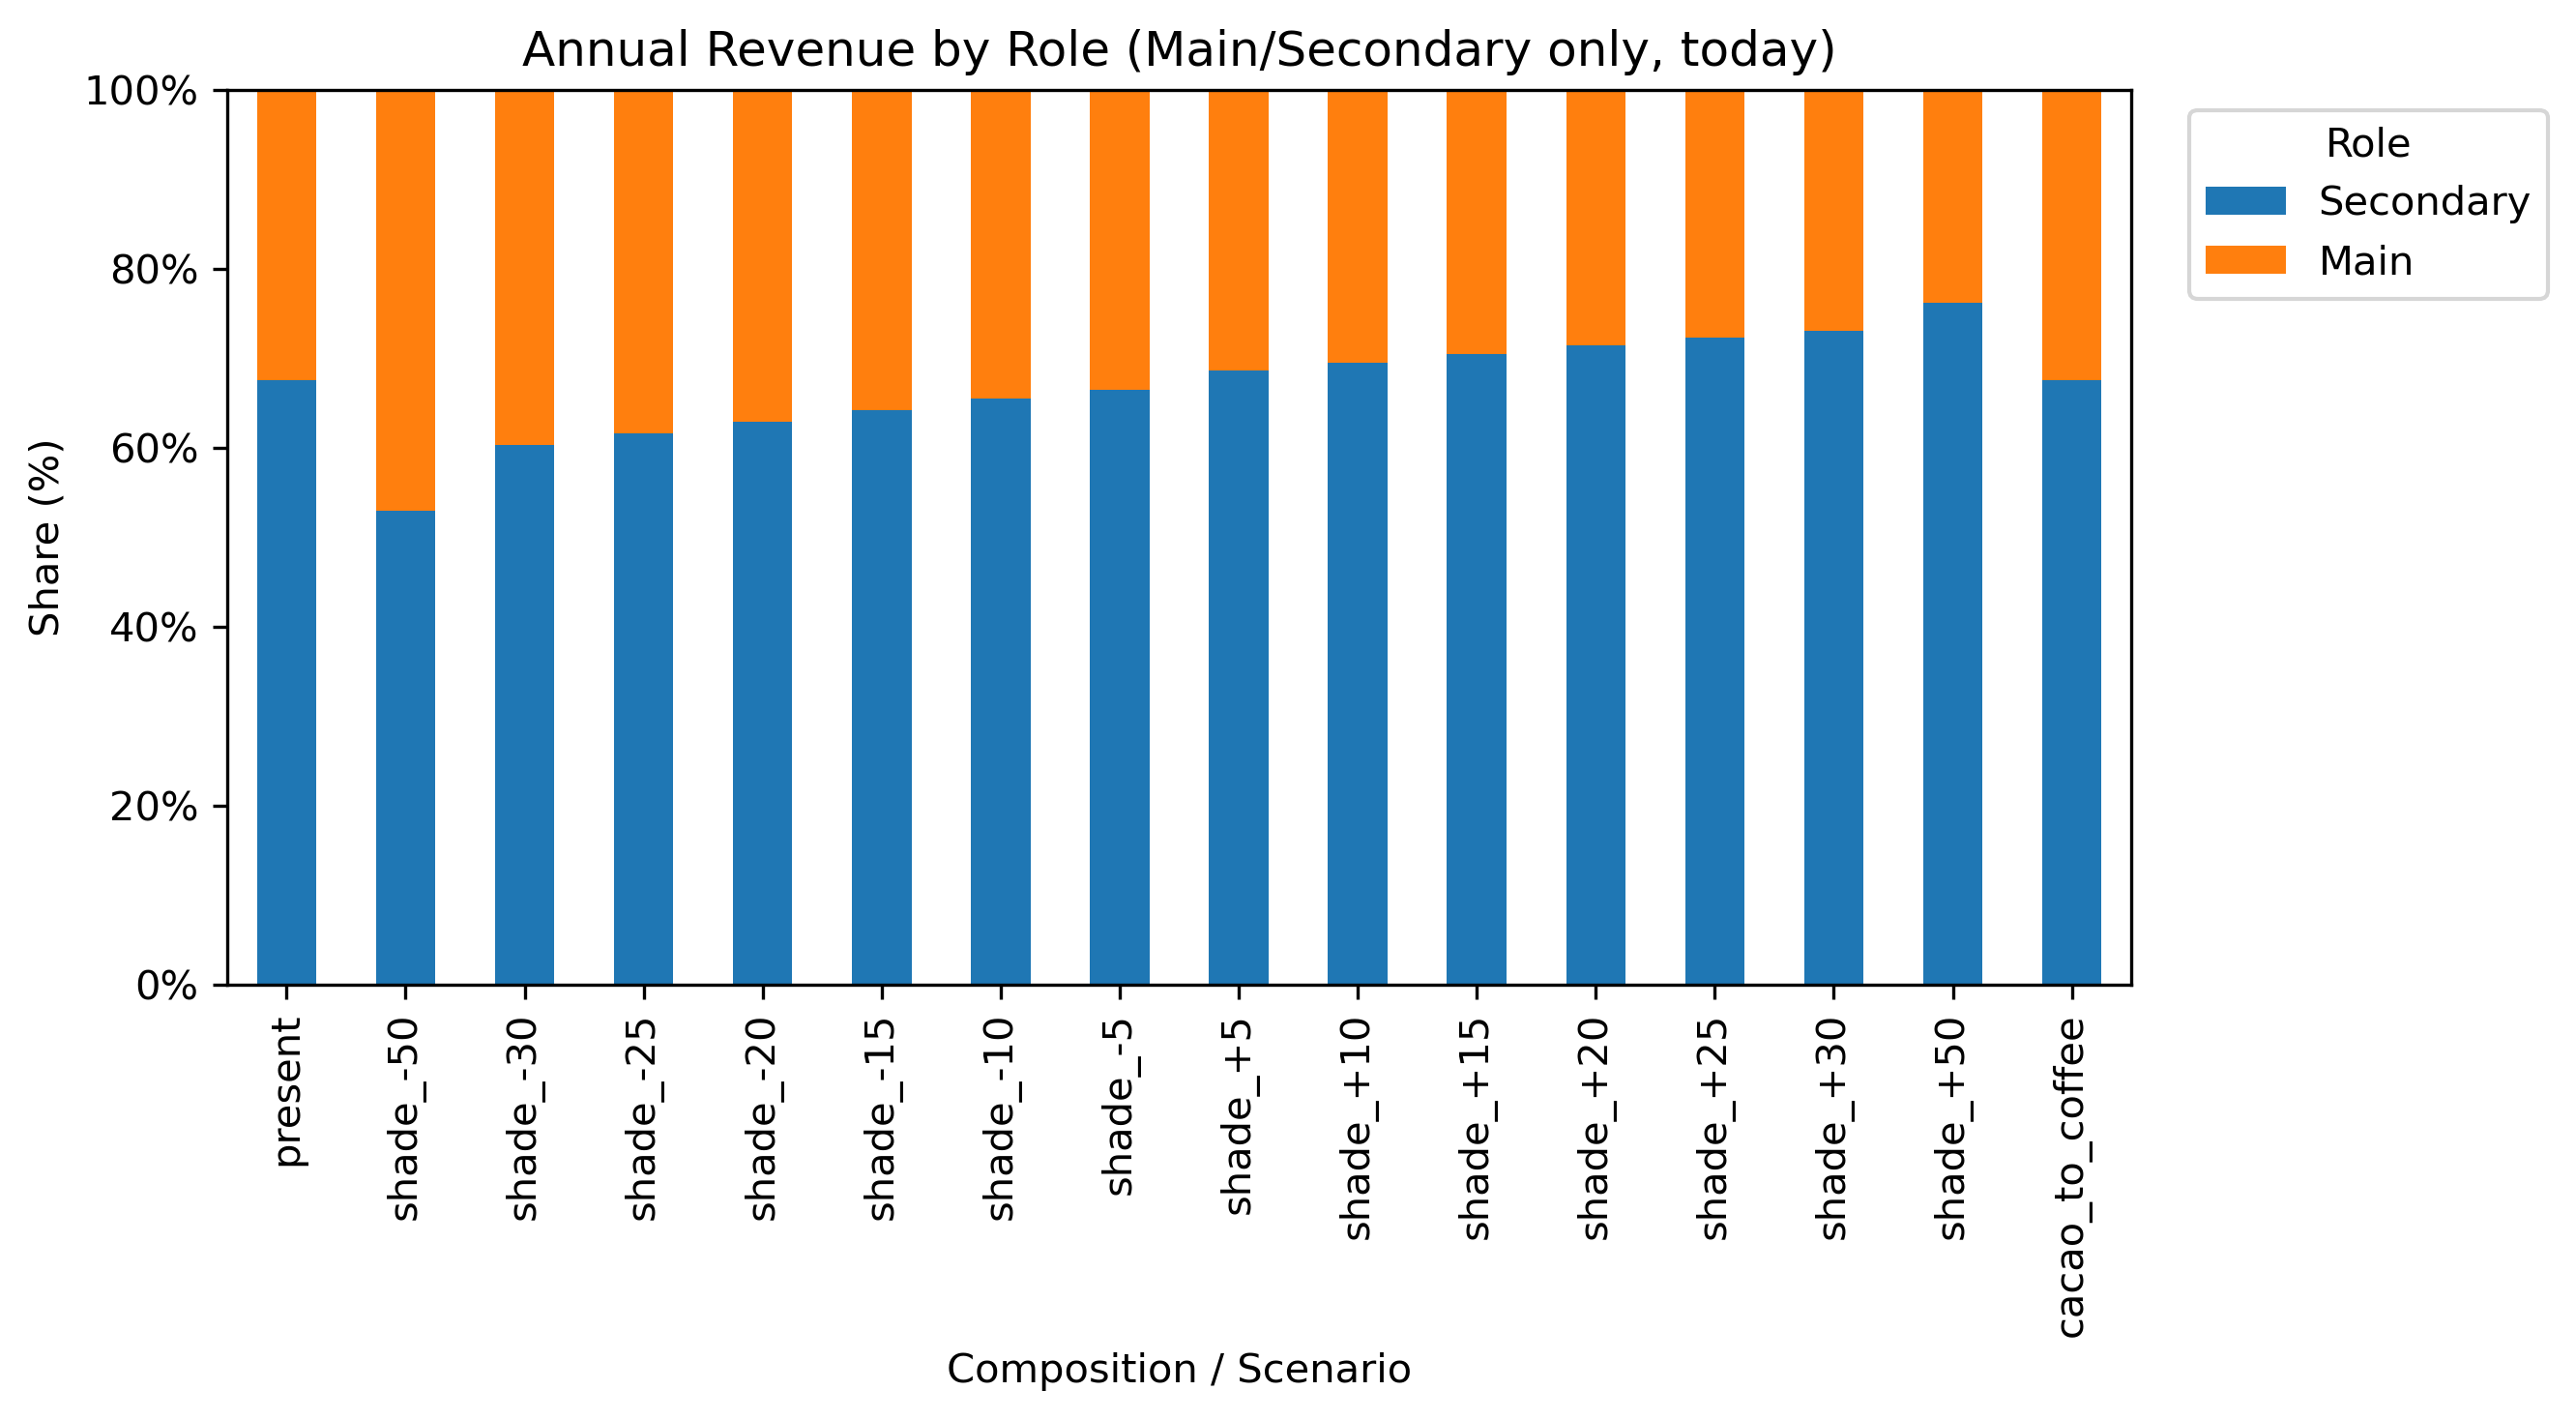 Annual Revenue by Role (Main/Secondary only, today)
100%
80%
60%
40%
20%
0%
Share (%)
Role
Secondary
Main
present
shade_-50
shade_-30
shade_-25
shade_-20
shade_-15
shade_-10
shade_-5
shade_+5
shade_+10
shade_+15
shade_+20
shade_+25
shade_+30
shade_+50
cacao_to_coffee
Composition / Scenario